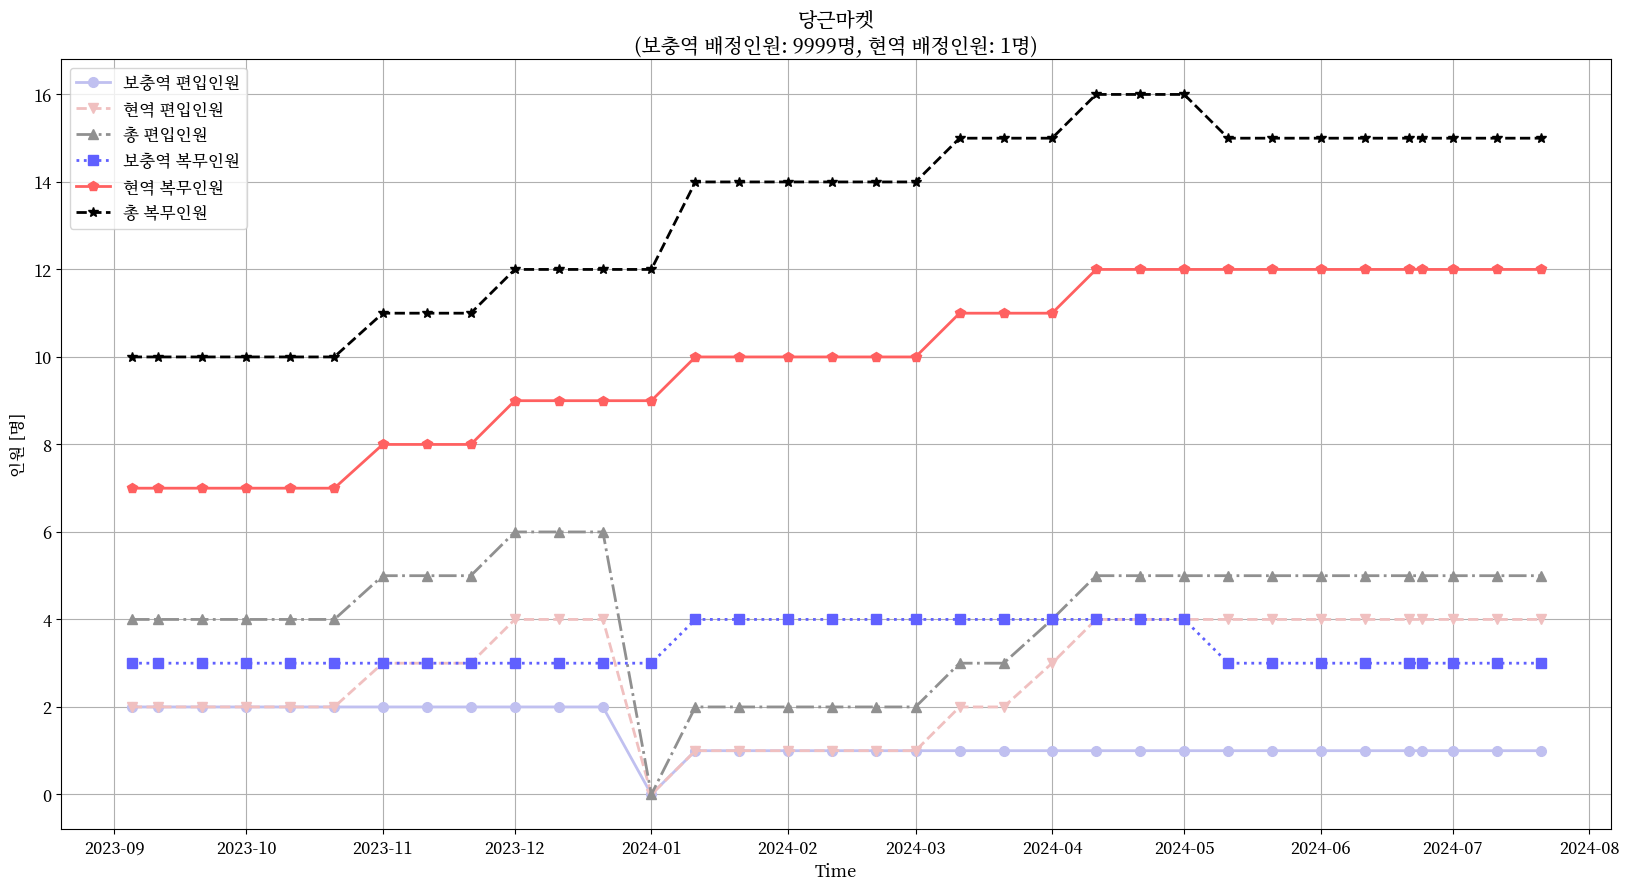 당근마켓
(보충역 배정인원: 9999명, 현역 배정인원: 1명)
보충역 편입인원
현역 편입인원
총 편입인원
보충역 복무인원
현역 복무인원
총 복무인원
인원 [명]
16
14
12
10
8
6
4
2
0
2023-09 2023-10 2023-11 2023-12 2024-01 2024-02 2024-03 2024-04 2024-05 2024-06 2024-07 2024-08
Time